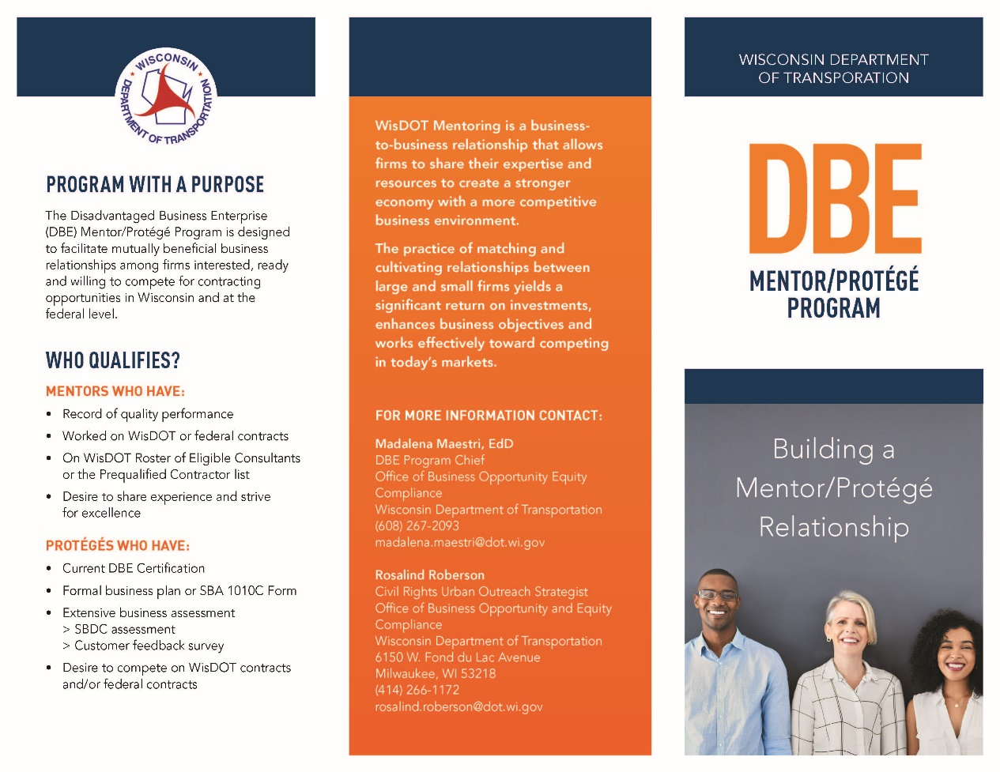 WISCONSIN
DEPARTMENT OF TRANSPORTATION
PROGRAM WITH A PURPOSE
The Disadvantaged Business Enterprise
(DBE) Mentor/Protégé Program is designed
to facilitate mutually beneficial business
relationships among firms interested, ready
and willing to compete for contracting
opportunities in Wisconsin and at the
federal level.
WHO QUALIFIES?
MENTORS WHO HAVE:
• Record of quality performance
• Worked on WisDOT or federal contracts
• On WisDOT Roster of Eligible Consultants
or the Prequalified Contractor list
• Desire to share experience and strive
for excellence
PROTÉGÉS WHO HAVE:
• Current DBE Certification
• Formal business plan or SBA 1010C Form
• Extensive business assessment
> SBDC assessment
> Customer feedback survey
• Desire to compete on WisDOT contracts
and/or federal contracts
WisDOT Mentoring is a business-
to-business relationship that allows
firms to share their expertise and
resources to create a stronger
economy with a more competitive
business environment.
The practice of matching and
cultivating relationships between
large and small firms yields a
significant return on investments,
enhances business objectives and
works effectively toward competing
in today's markets.
FOR MORE INFORMATION CONTACT:
Madalena Maestri, EdD
DBE Program Chief
Office of Business Opportunity Equity
Compliance
Wisconsin Department of Transportation
(608) 267-2093
madalena.maestri@dot.wi.gov
Rosalind Roberson
Civil Rights Urban Outreach Strategist
Office of Business Opportunity and Equity
Compliance
Wisconsin Department of Transportation
6150 W. Fond du Lac Avenue
Milwaukee, WI 53218
(414) 266-1172
rosalind.roberson@dot.wi.gov
WISCONSIN DEPARTMENT
OF TRANSPORATION
DBE
MENTOR/PROTÉGÉ
PROGRAM
Building a
Mentor/Protégé
Relationship